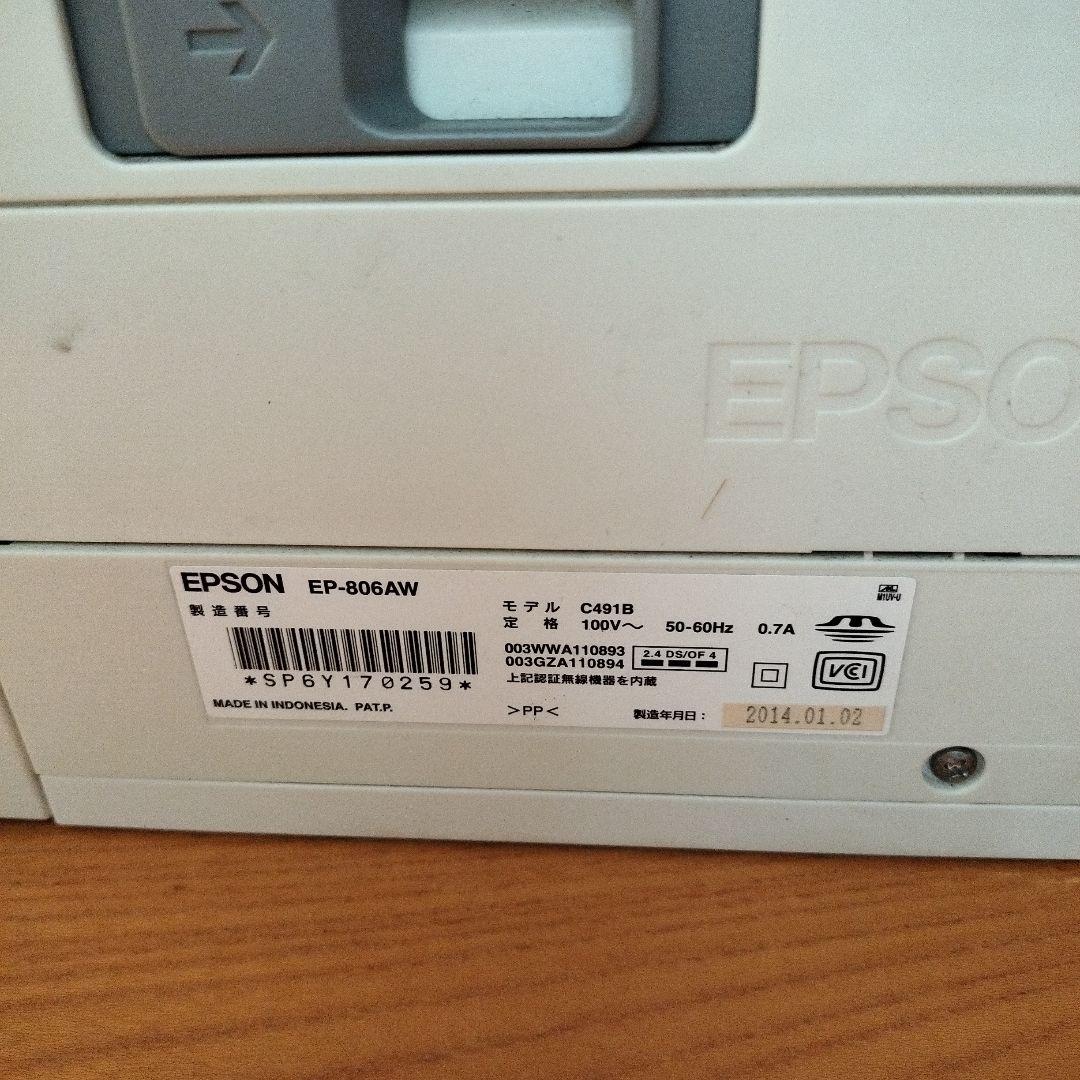 EPSO
EPSON EP-806AW
製造番号
*SP6Y170259*
MADE IN INDONESIA. PAT.P.
モデル C491B
定格 100V～ 50-60Hz 0.7A
003WWA110893
003GZA110894
2.4 DS/OF 4
上記認証無線機器を内蔵
>PP<
製造年月日： 2014.01.02
M1UV-U
VCI